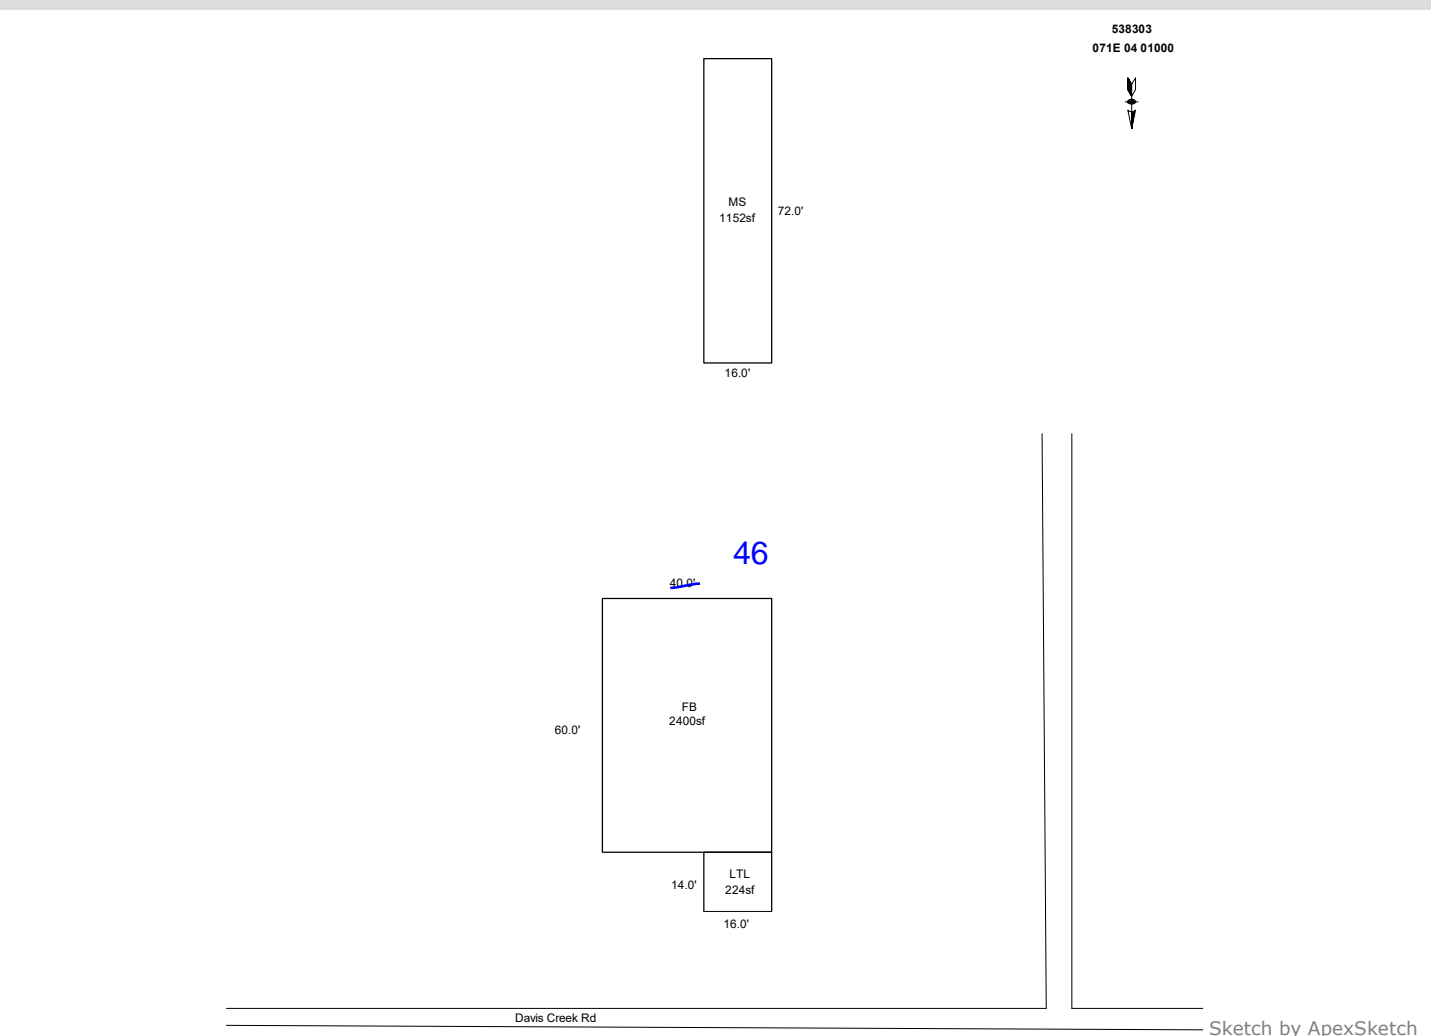 538303
071E 04 01000
MS
1152sf
72.0'
16.0'
46
40.0'
FB
2400sf
60.0'
LTL
224sf
14.0'
16.0'
Davis Creek Rd
Sketch by ApexSketch